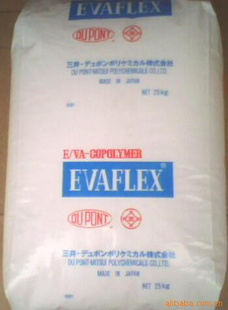 EVAFLEX
DU PONT
三井・デュポンポリケミカル株式会社
DU PONT-MITSUI POLYCHEMICALS CO.,LTD.
MADE IN JAPAN
NET 25kg
E/VA-COPOLYMER
EVAFLEX®
DU PONT
三井・デュポンポリケミカル株式会社
DU PONT-MITSUI POLYCHEMICALS CO.,LTD.
MADE IN JAPAN
NET 25kg
alibaba.com.cn